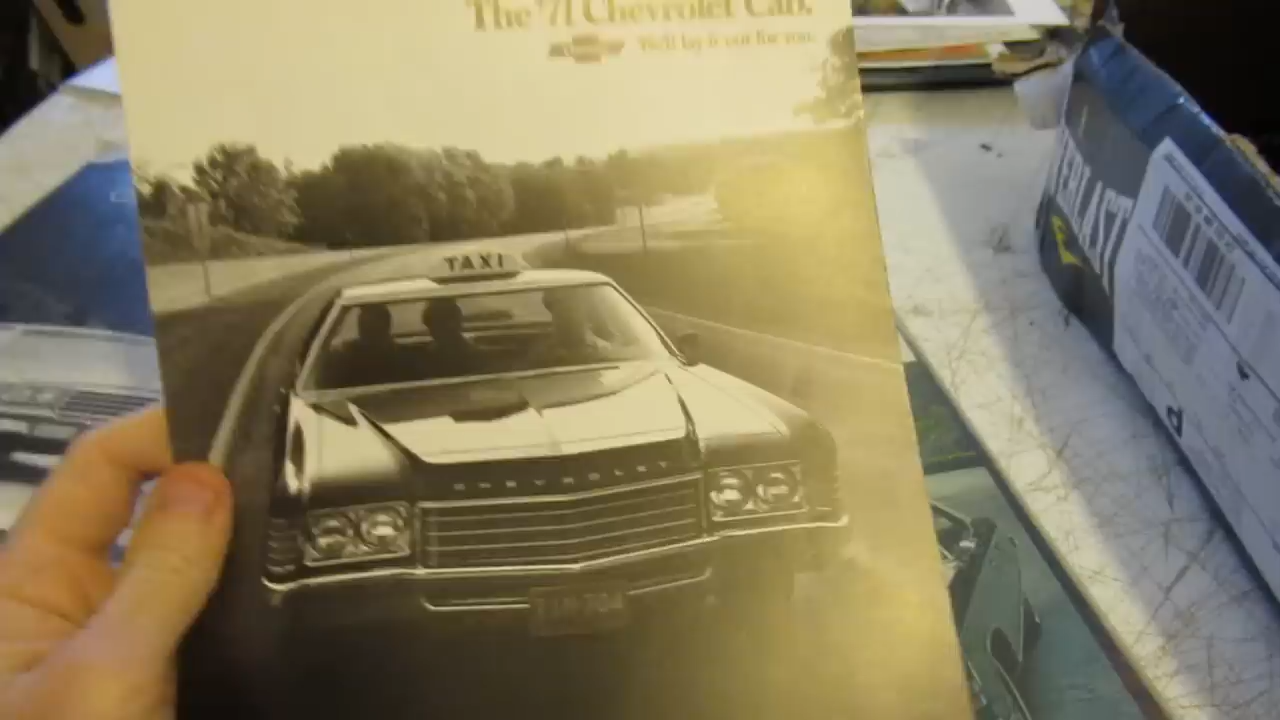 The '71 Chevrolet Cab.
We'll lay it out for you.
TAXI
CHEVROLET
EVERLAST